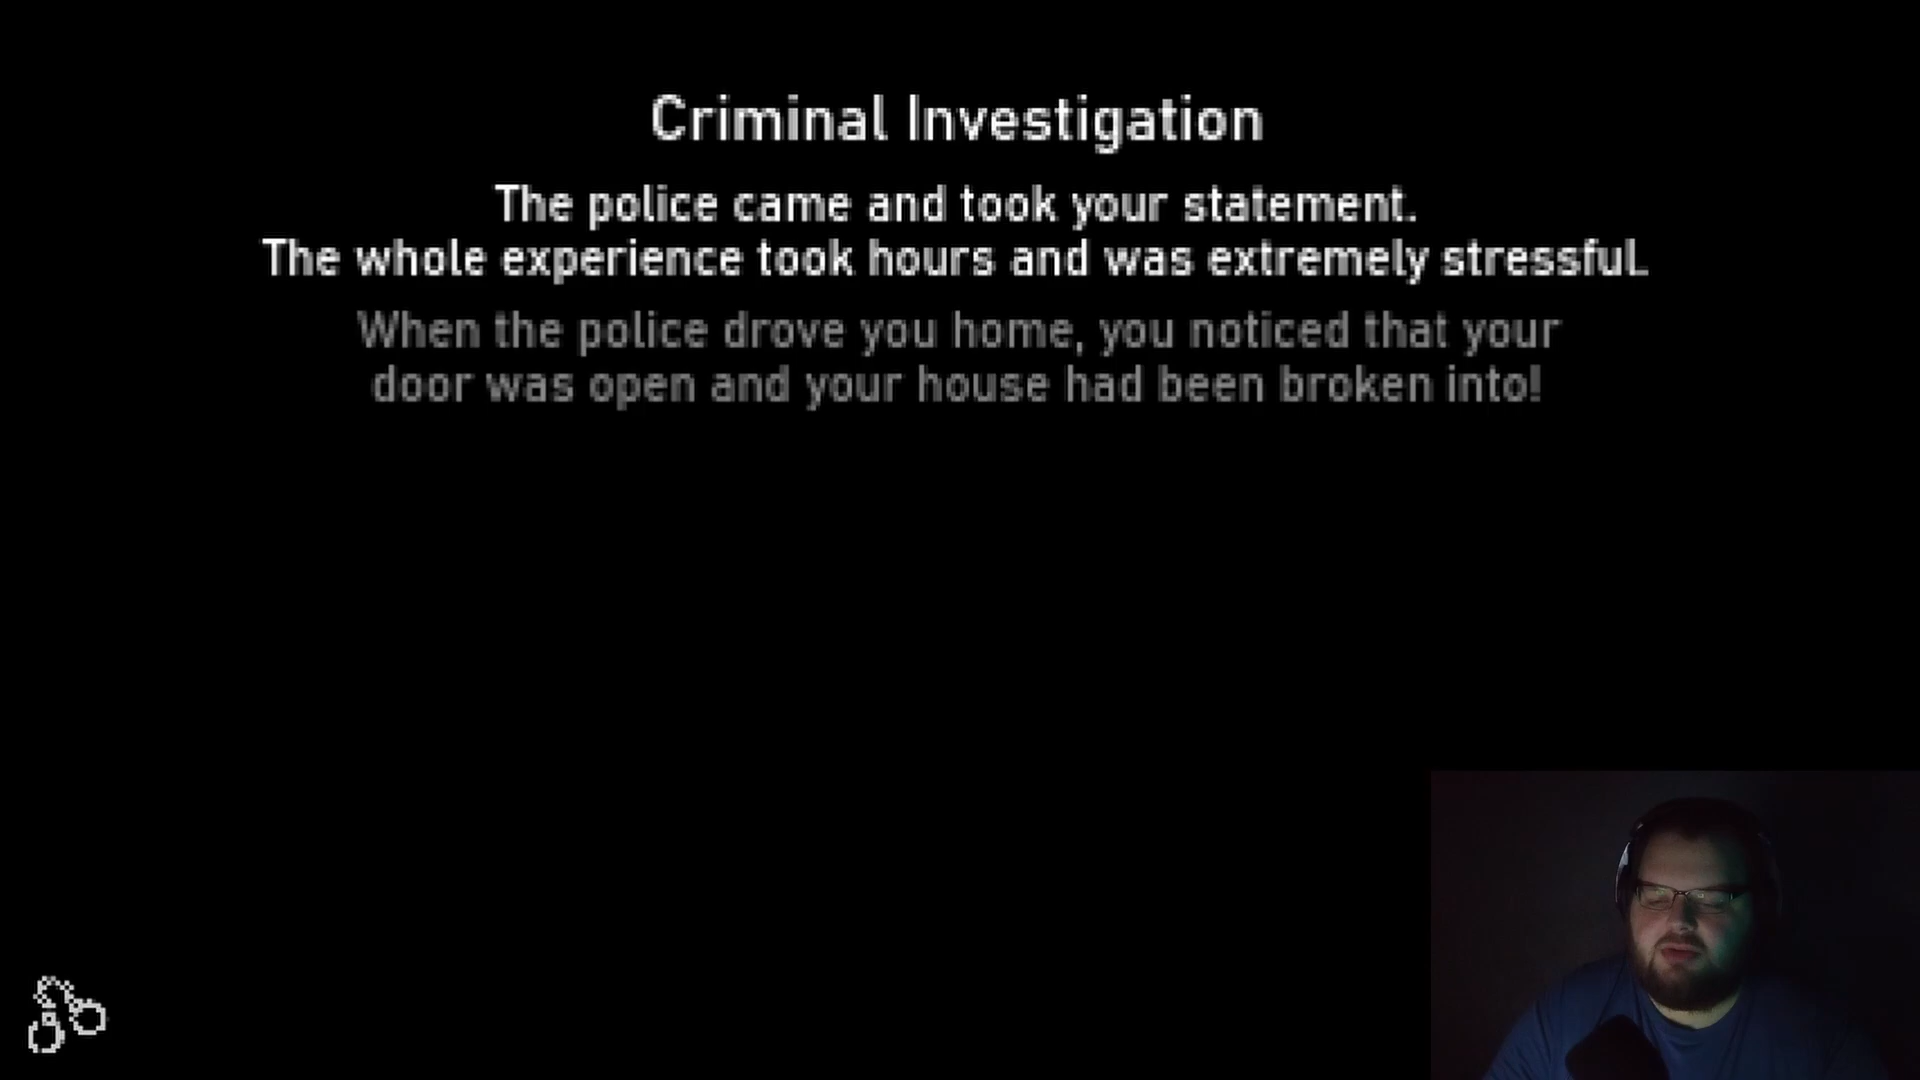 Criminal Investigation
The police came and took your statement.
The whole experience took hours and was extremely stressful.
When the police drove you home, you noticed that your
door was open and your house had been broken into!